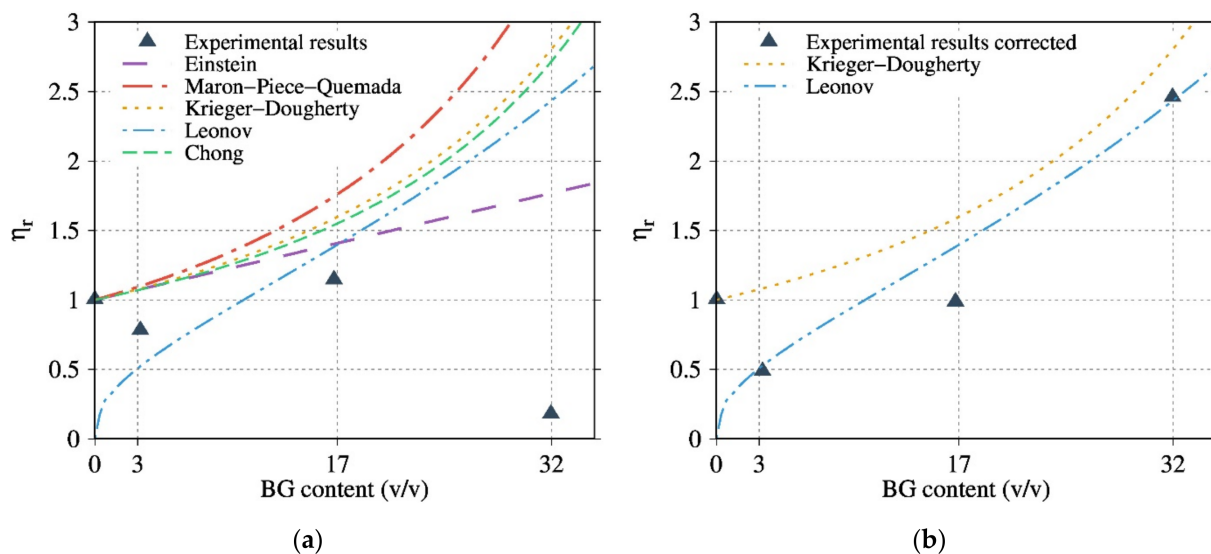 3
2.5
2
1.5
1
0.5
0
ηr
Experimental results
Einstein
Maron−Piece−Quemada
Krieger−Dougherty
Leonov
Chong
0 3 17 32
BG content (v/v)
(a)
3
2.5
2
1.5
1
0.5
0
ηr
Experimental results corrected
Krieger−Dougherty
Leonov
0 3 17 32
BG content (v/v)
(b)